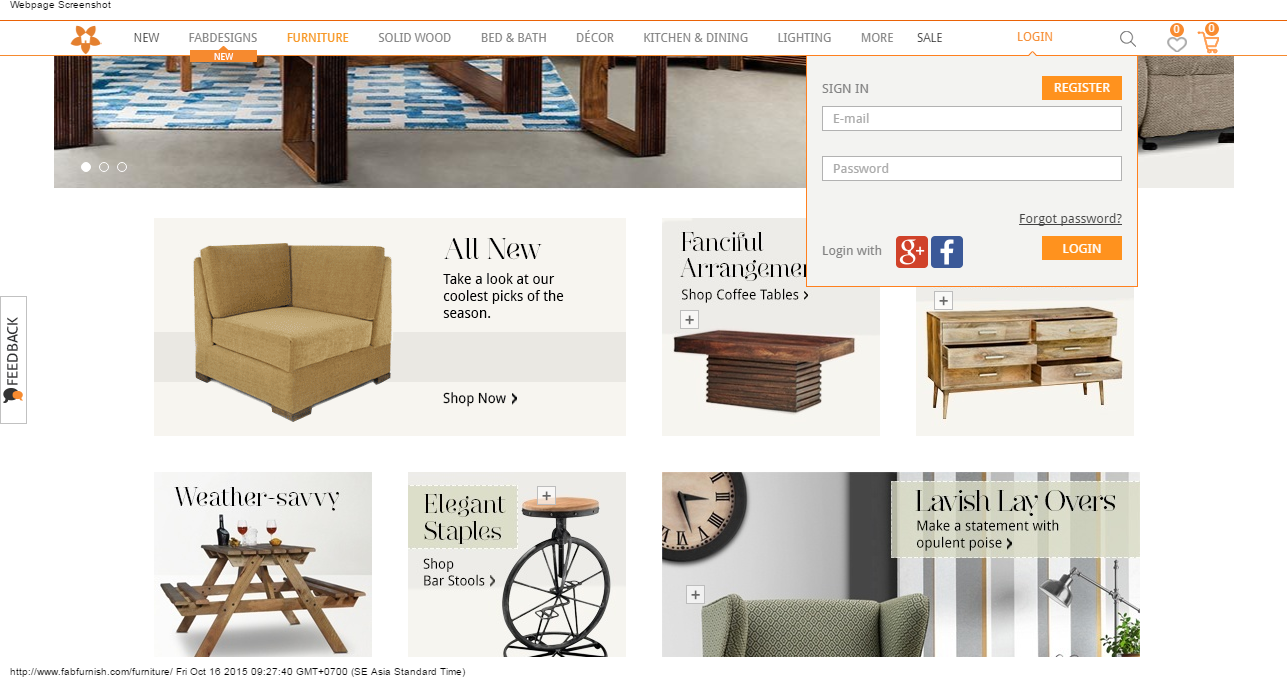 Webpage Screenshot
NEW FABDESIGNS FURNITURE SOLID WOOD BED & BATH DÉCOR KITCHEN & DINING LIGHTING MORE SALE LOGIN 0 0
NEW
SIGN IN REGISTER
E-mail
Password
Forgot password?
Login with g+ f LOGIN
All New
Take a look at our
coolest picks of the
season.
Shop Now
Fanciful
Arrangemen
Shop Coffee Tables
FEEDBACK
Weather-savvy
Elegant
Staples
Shop
Bar Stools
Lavish Lay Overs
Make a statement with
opulent poise
http://www.fabfurnish.com/furniture/ Fri Oct 16 2015 09:27:40 GMT+0700 (SE Asia Standard Time)